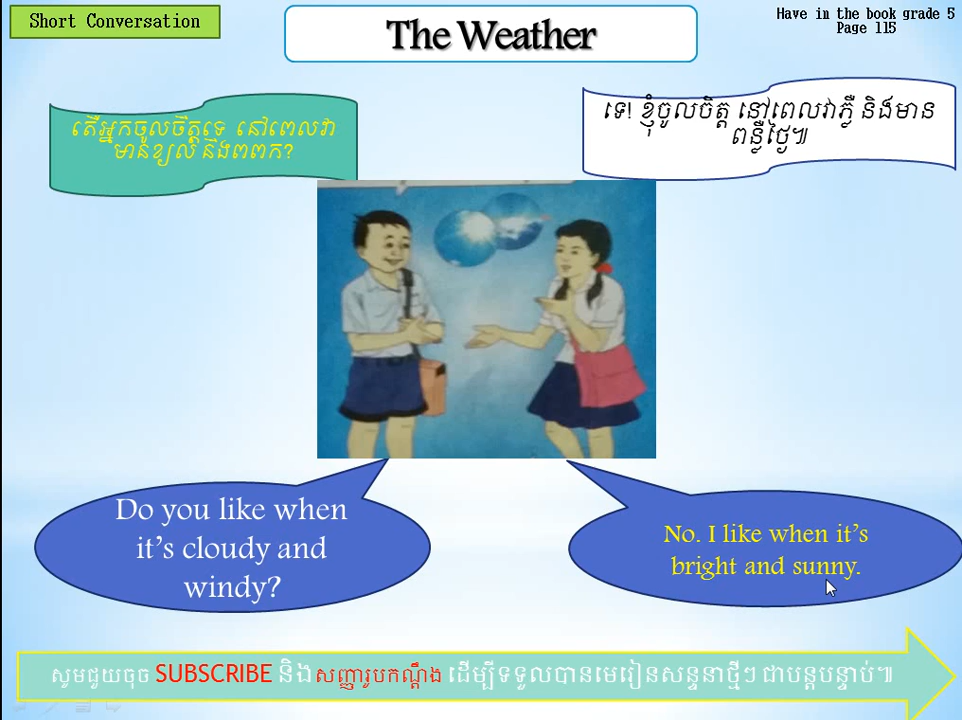 Short Conversation
The Weather
Have in the book grade 5
Page 115
តើអ្នកចូលចិត្តទេ នៅពេលវា
មានខ្យល់ និងពពក?
ទេ! ខ្ញុំចូលចិត្ត នៅពេលវាភ្លឺ និងមាន
ពន្លឺថ្ងៃ៕
Do you like when
it’s cloudy and
windy?
No. I like when it’s
bright and sunny.
សូមជួយចុច SUBSCRIBE និង សញ្ញារូបកណ្ដឹង ដើម្បីទទួលបានមេរៀនសន្ទនាថ្មីៗ ជាបន្តបន្ទាប់៕